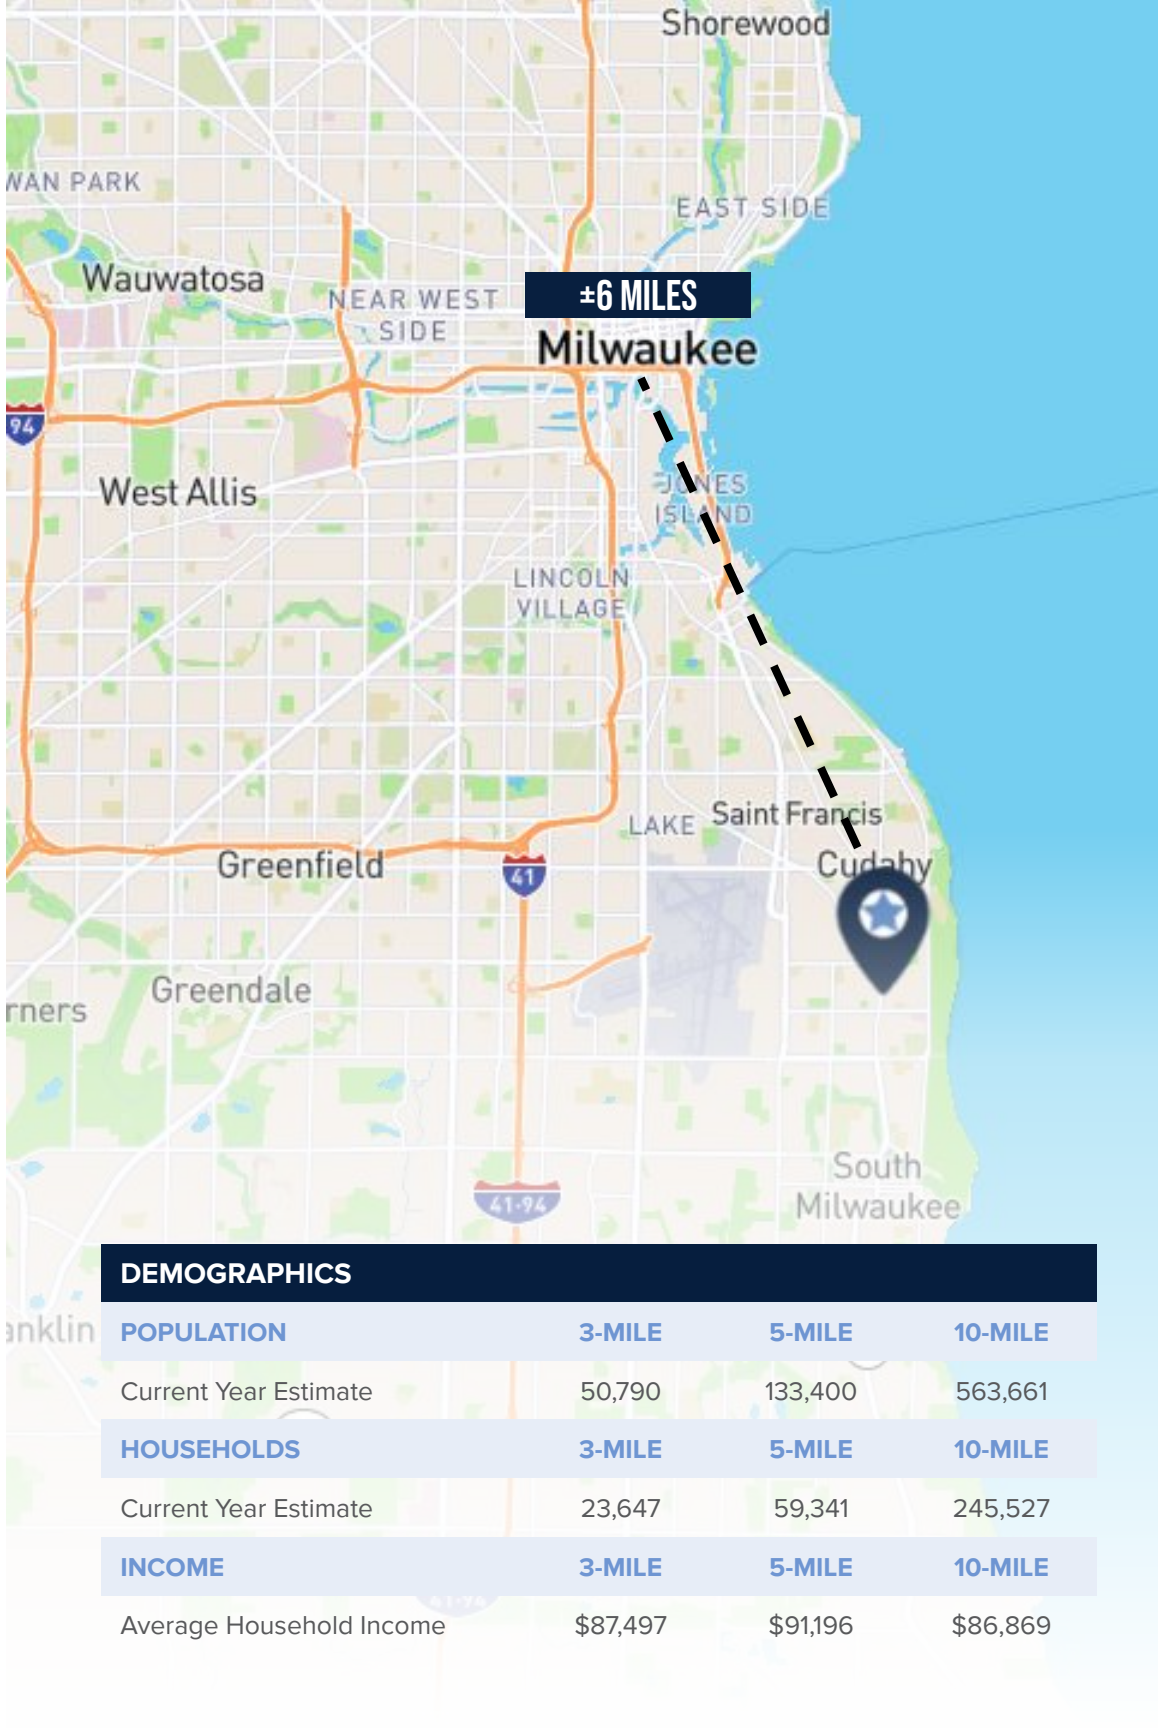 Shorewood
WAN PARK
EAST SIDE
Wauwatosa
NEAR WEST
SIDE
±6 MILES
Milwaukee
94
West Allis
JONES
ISLAND
LINCOLN
VILLAGE
LAKE
Saint Francis
Greenfield
41
Cudahy
Greendale
rners
South
Milwaukee
41-94
anklin
DEMOGRAPHICS
POPULATION 3-MILE 5-MILE 10-MILE
Current Year Estimate 50,790 133,400 563,661
HOUSEHOLDS 3-MILE 5-MILE 10-MILE
Current Year Estimate 23,647 59,341 245,527
INCOME 3-MILE 5-MILE 10-MILE
41-94
Average Household Income $87,497 $91,196 $86,869